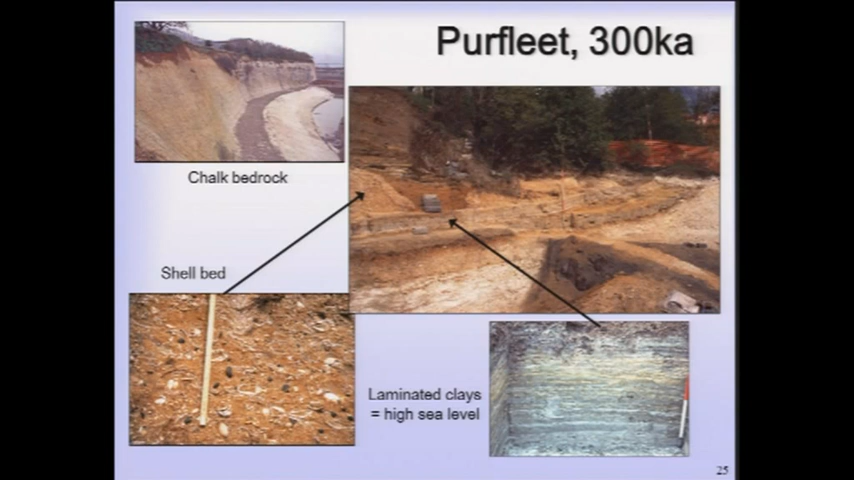 Purfleet, 300ka
Chalk bedrock
Shell bed
Laminated clays
= high sea level
25